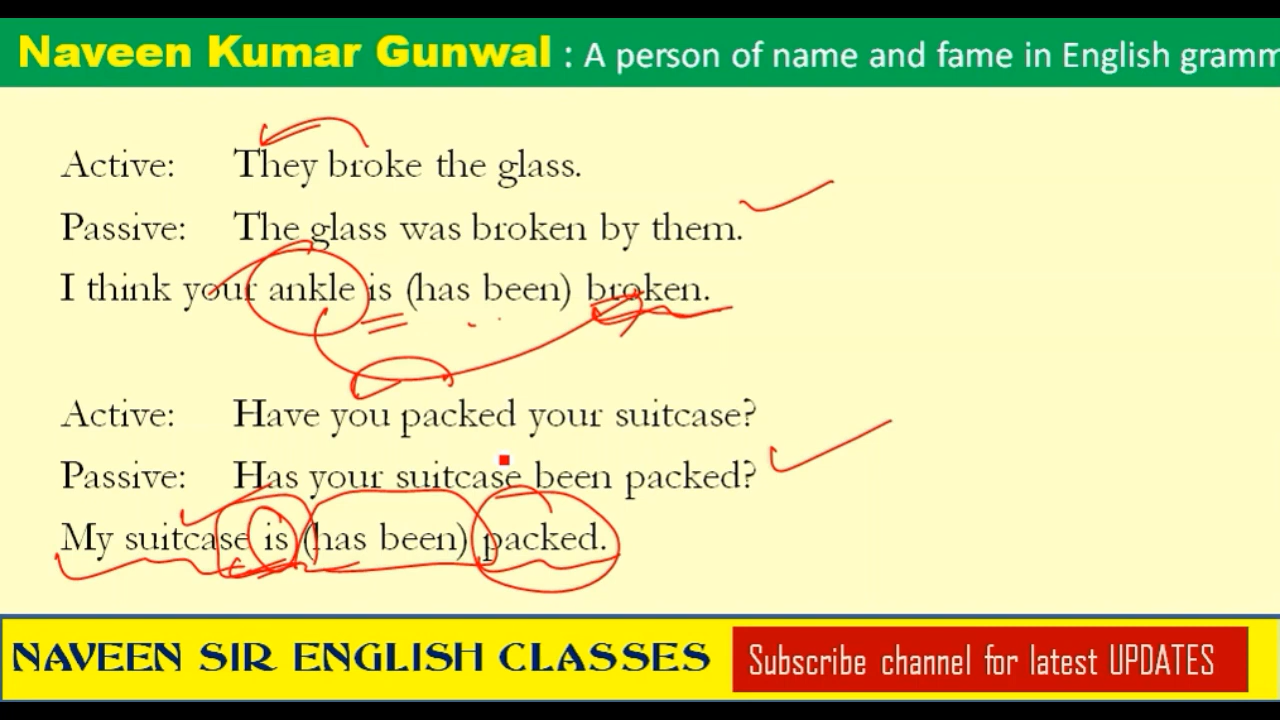 Naveen Kumar Gunwal : A person of name and fame in English gramm
Active: They broke the glass.
Passive: The glass was broken by them.
I think your ankle is (has been) broken.
Active: Have you packed your suitcase?
Passive: Has your suitcase been packed?
My suitcase is (has been) packed.
NAVEEN SIR ENGLISH CLASSES
Subscribe channel for latest UPDATES